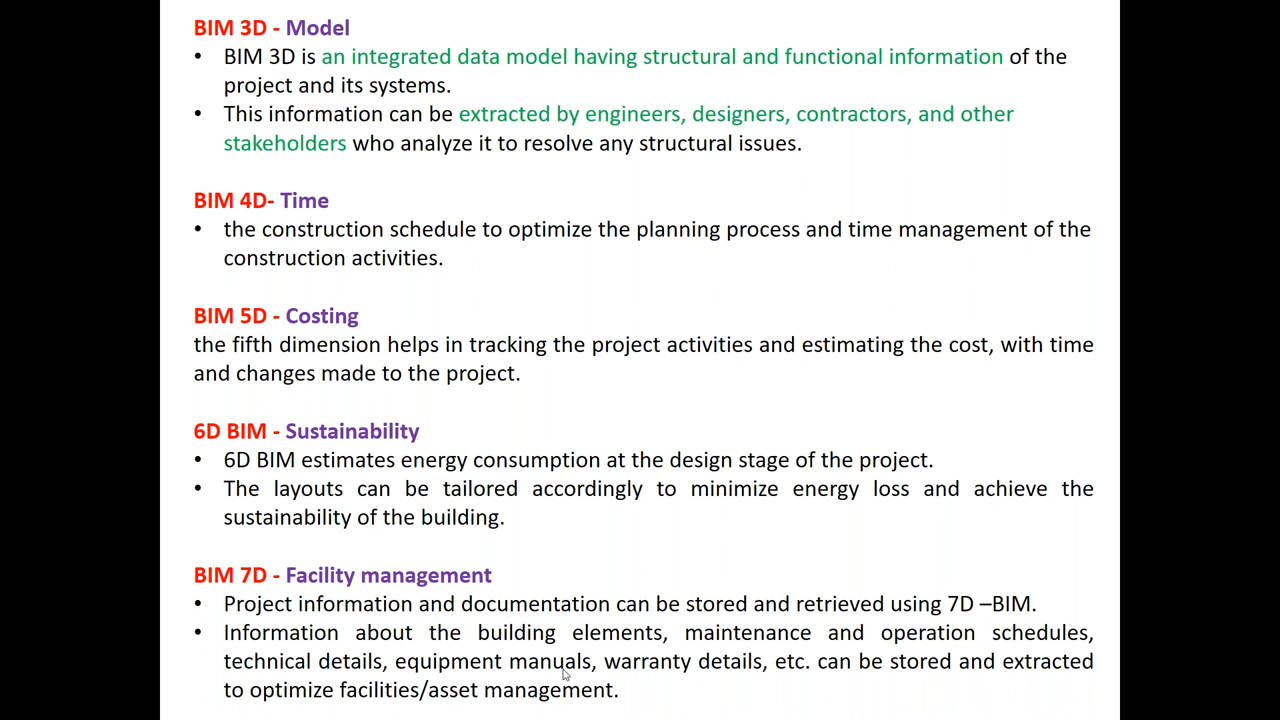 BIM 3D - Model
• BIM 3D is an integrated data model having structural and functional information of the
project and its systems.
• This information can be extracted by engineers, designers, contractors, and other
stakeholders who analyze it to resolve any structural issues.
BIM 4D- Time
• the construction schedule to optimize the planning process and time management of the
construction activities.
BIM 5D - Costing
the fifth dimension helps in tracking the project activities and estimating the cost, with time
and changes made to the project.
6D BIM - Sustainability
• 6D BIM estimates energy consumption at the design stage of the project.
• The layouts can be tailored accordingly to minimize energy loss and achieve the
sustainability of the building.
BIM 7D - Facility management
• Project information and documentation can be stored and retrieved using 7D –BIM.
• Information about the building elements, maintenance and operation schedules,
technical details, equipment manuals, warranty details, etc. can be stored and extracted
to optimize facilities/asset management.